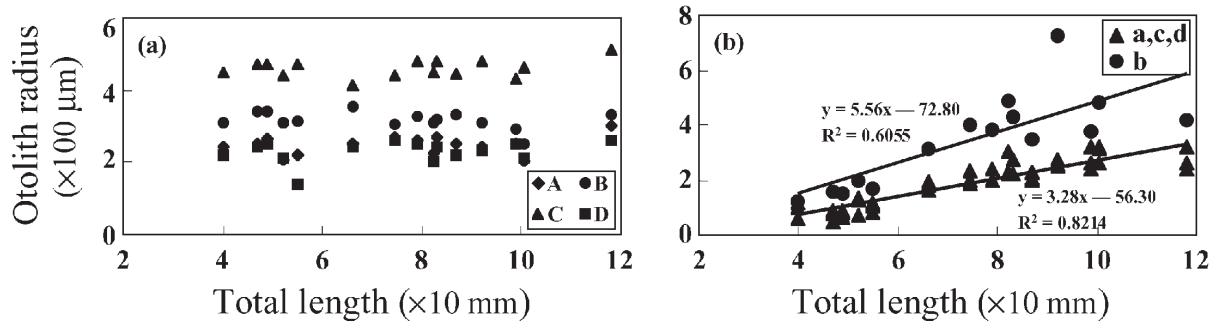 Otolith radius
(×100 µm)
6
4
2
0
(a)
A B
C D
2 4 6 8 10 12
Total length (×10 mm)
8
6
4
2
0
(b)
a,c,d
b
y = 5.56x — 72.80
R² = 0.6055
y = 3.28x — 56.30
R² = 0.8214
2 4 6 8 10 12
Total length (×10 mm)